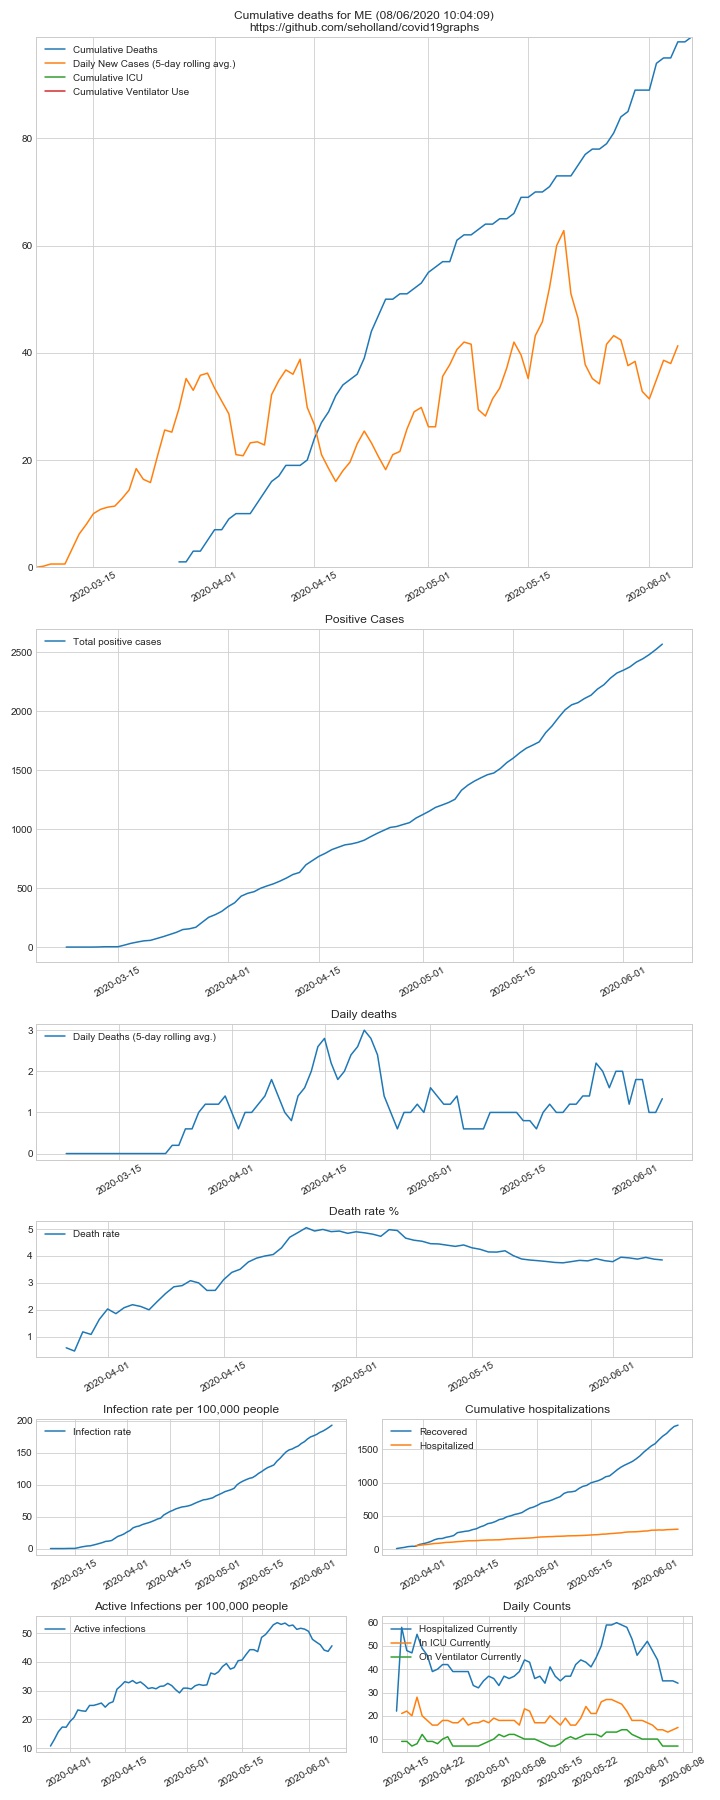 Cumulative deaths for ME (08/06/2020 10:04:09)
https://github.com/seholland/covid19graphs
Cumulative Deaths
Daily New Cases (5-day rolling avg.)
Cumulative ICU
Cumulative Ventilator Use
80
60
40
20
0
2020-03-15 2020-04-01 2020-04-15 2020-05-01 2020-05-15 2020-06-01
Positive Cases
Total positive cases
2500
2000
1500
1000
500
0
2020-03-15 2020-04-01 2020-04-15 2020-05-01 2020-05-15 2020-06-01
Daily deaths
Daily Deaths (5-day rolling avg.)
3
2
1
0
2020-03-15 2020-04-01 2020-04-15 2020-05-01 2020-05-15 2020-06-01
Death rate %
Death rate
5
4
3
2
1
2020-04-01 2020-04-15 2020-05-01 2020-05-15 2020-06-01
Infection rate per 100,000 people
Infection rate
200
150
100
50
0
2020-03-15 2020-04-01 2020-04-15 2020-05-01 2020-05-15 2020-06-01
Cumulative hospitalizations
Recovered
Hospitalized
1500
1000
500
0
2020-04-01 2020-04-15 2020-05-01 2020-05-15 2020-06-01
Active Infections per 100,000 people
Active infections
50
40
30
20
10
2020-04-01 2020-04-15 2020-05-01 2020-05-15 2020-06-01
Daily Counts
Hospitalized Currently
In ICU Currently
On Ventilator Currently
60
50
40
30
20
10
2020-04-15 2020-04-22 2020-05-01 2020-05-08 2020-05-15 2020-05-22 2020-06-01 2020-06-08